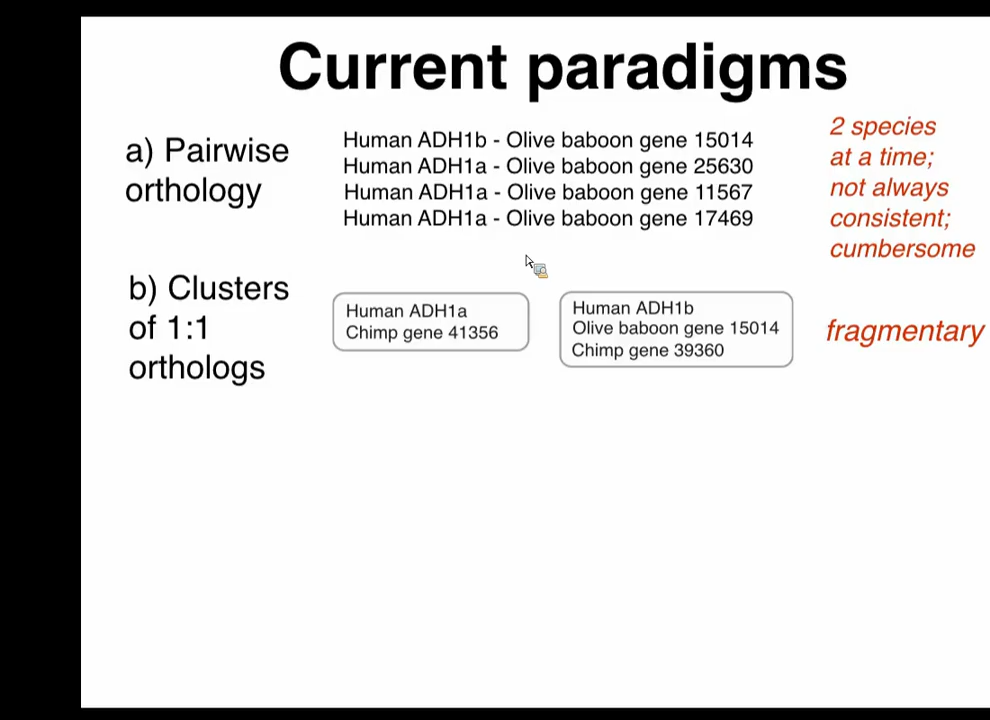 Current paradigms
a) Pairwise
orthology
Human ADH1b - Olive baboon gene 15014
Human ADH1a - Olive baboon gene 25630
Human ADH1a - Olive baboon gene 11567
Human ADH1a - Olive baboon gene 17469
2 species
at a time;
not always
consistent;
cumbersome
b) Clusters
of 1:1
orthologs
Human ADH1a
Chimp gene 41356
Human ADH1b
Olive baboon gene 15014
Chimp gene 39360
fragmentary